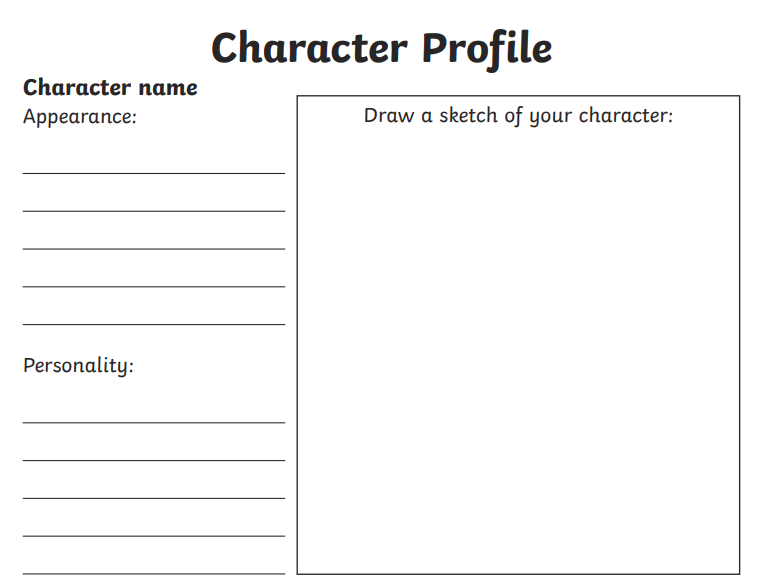 Character Profile
Character name
Appearance:
Draw a sketch of your character:
Personality: